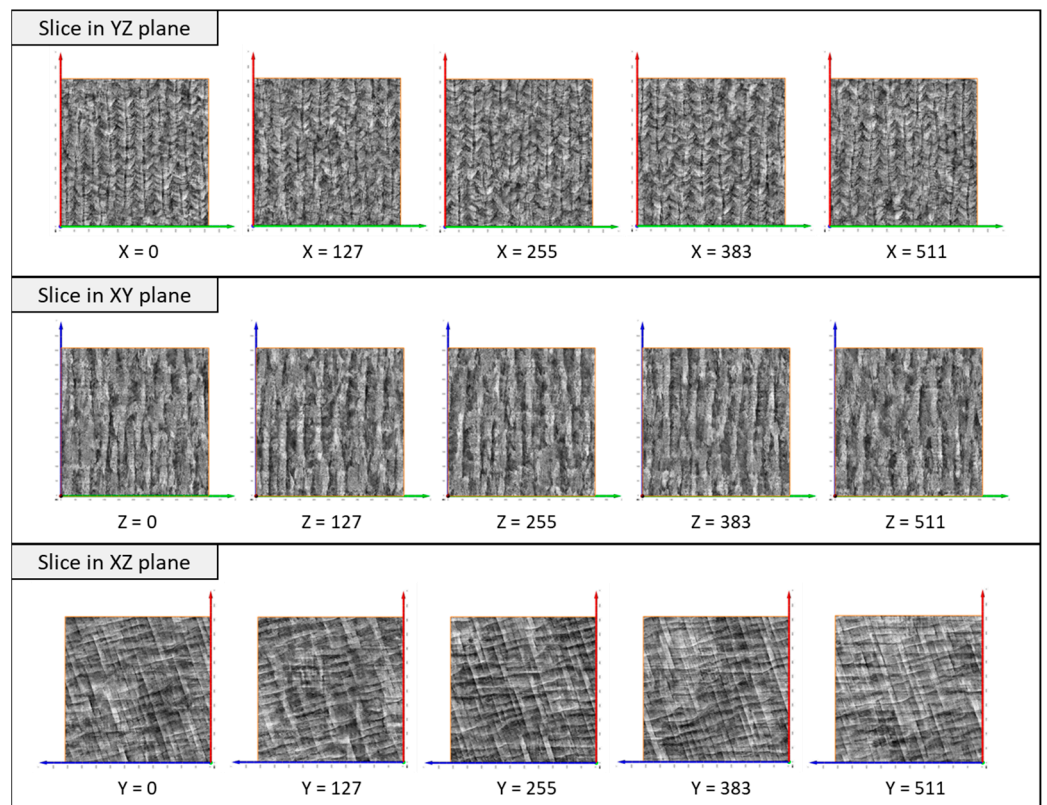 Slice in YZ plane
X = 0 X = 127 X = 255 X = 383 X = 511
Slice in XY plane
Z = 0 Z = 127 Z = 255 Z = 383 Z = 511
Slice in XZ plane
Y = 0 Y = 127 Y = 255 Y = 383 Y = 511